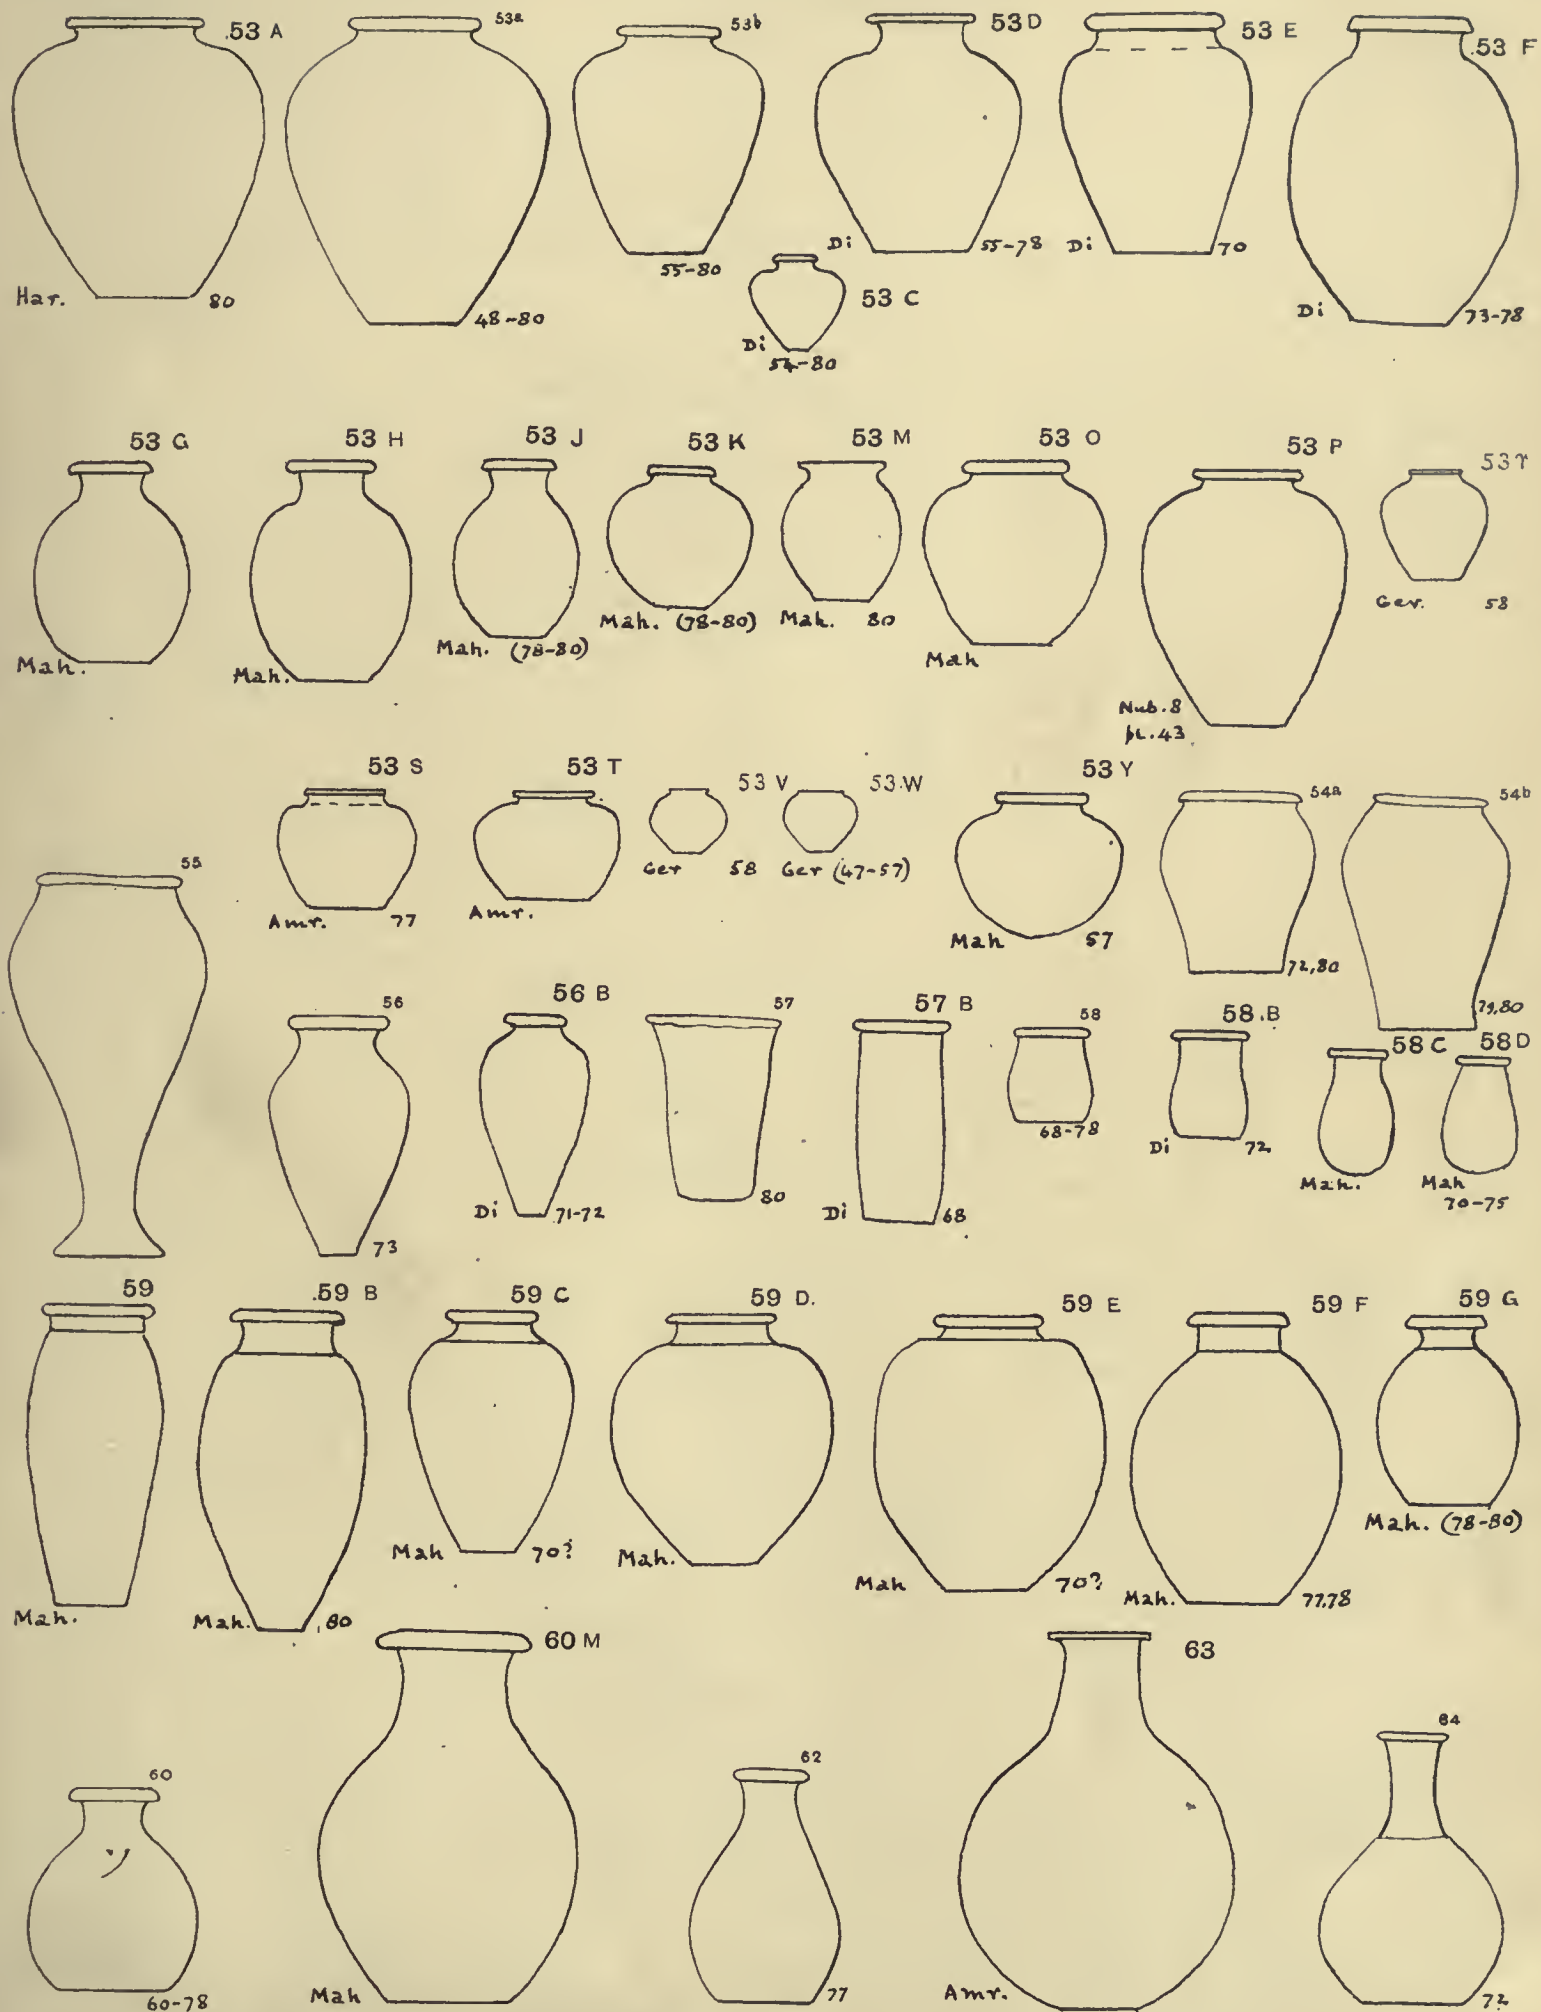 53 A
53a
53b
53 D
53 E
53 F
Har.
80
48-80
55-80
Di
55-78
Di
70
Di
73-78
53 C
Di
54-80
53 G
53 H
53 J
53 K
53 M
53 O
53 P
53 r
Mah.
Mah.
Mah. (78-80)
Mah. (78-80)
Mah. 80
Mah
Nub. 8
pl. 43
Ger. 58
53 S
53 T
53 V
53 W
53 Y
54a
54b
Amr. 77
Amr.
Ger 58
Ger (47-57)
Mah 57
72,80
79,80
55
56
56 B
57
57 B
58
58 B
58 C
58 D
73
Di 71-72
80
Di 68
68-78
Di 72
Mah.
Mah
70-75
59
59 B
59 C
59 D.
59 E
59 F
59 G
Mah.
Mah. 80
Mah 70?
Mah.
Mah 70?
Mah. 77,78
Mah. (78-80)
60
60 M
62
63
64
60-78
Mah
77
Amr.
72